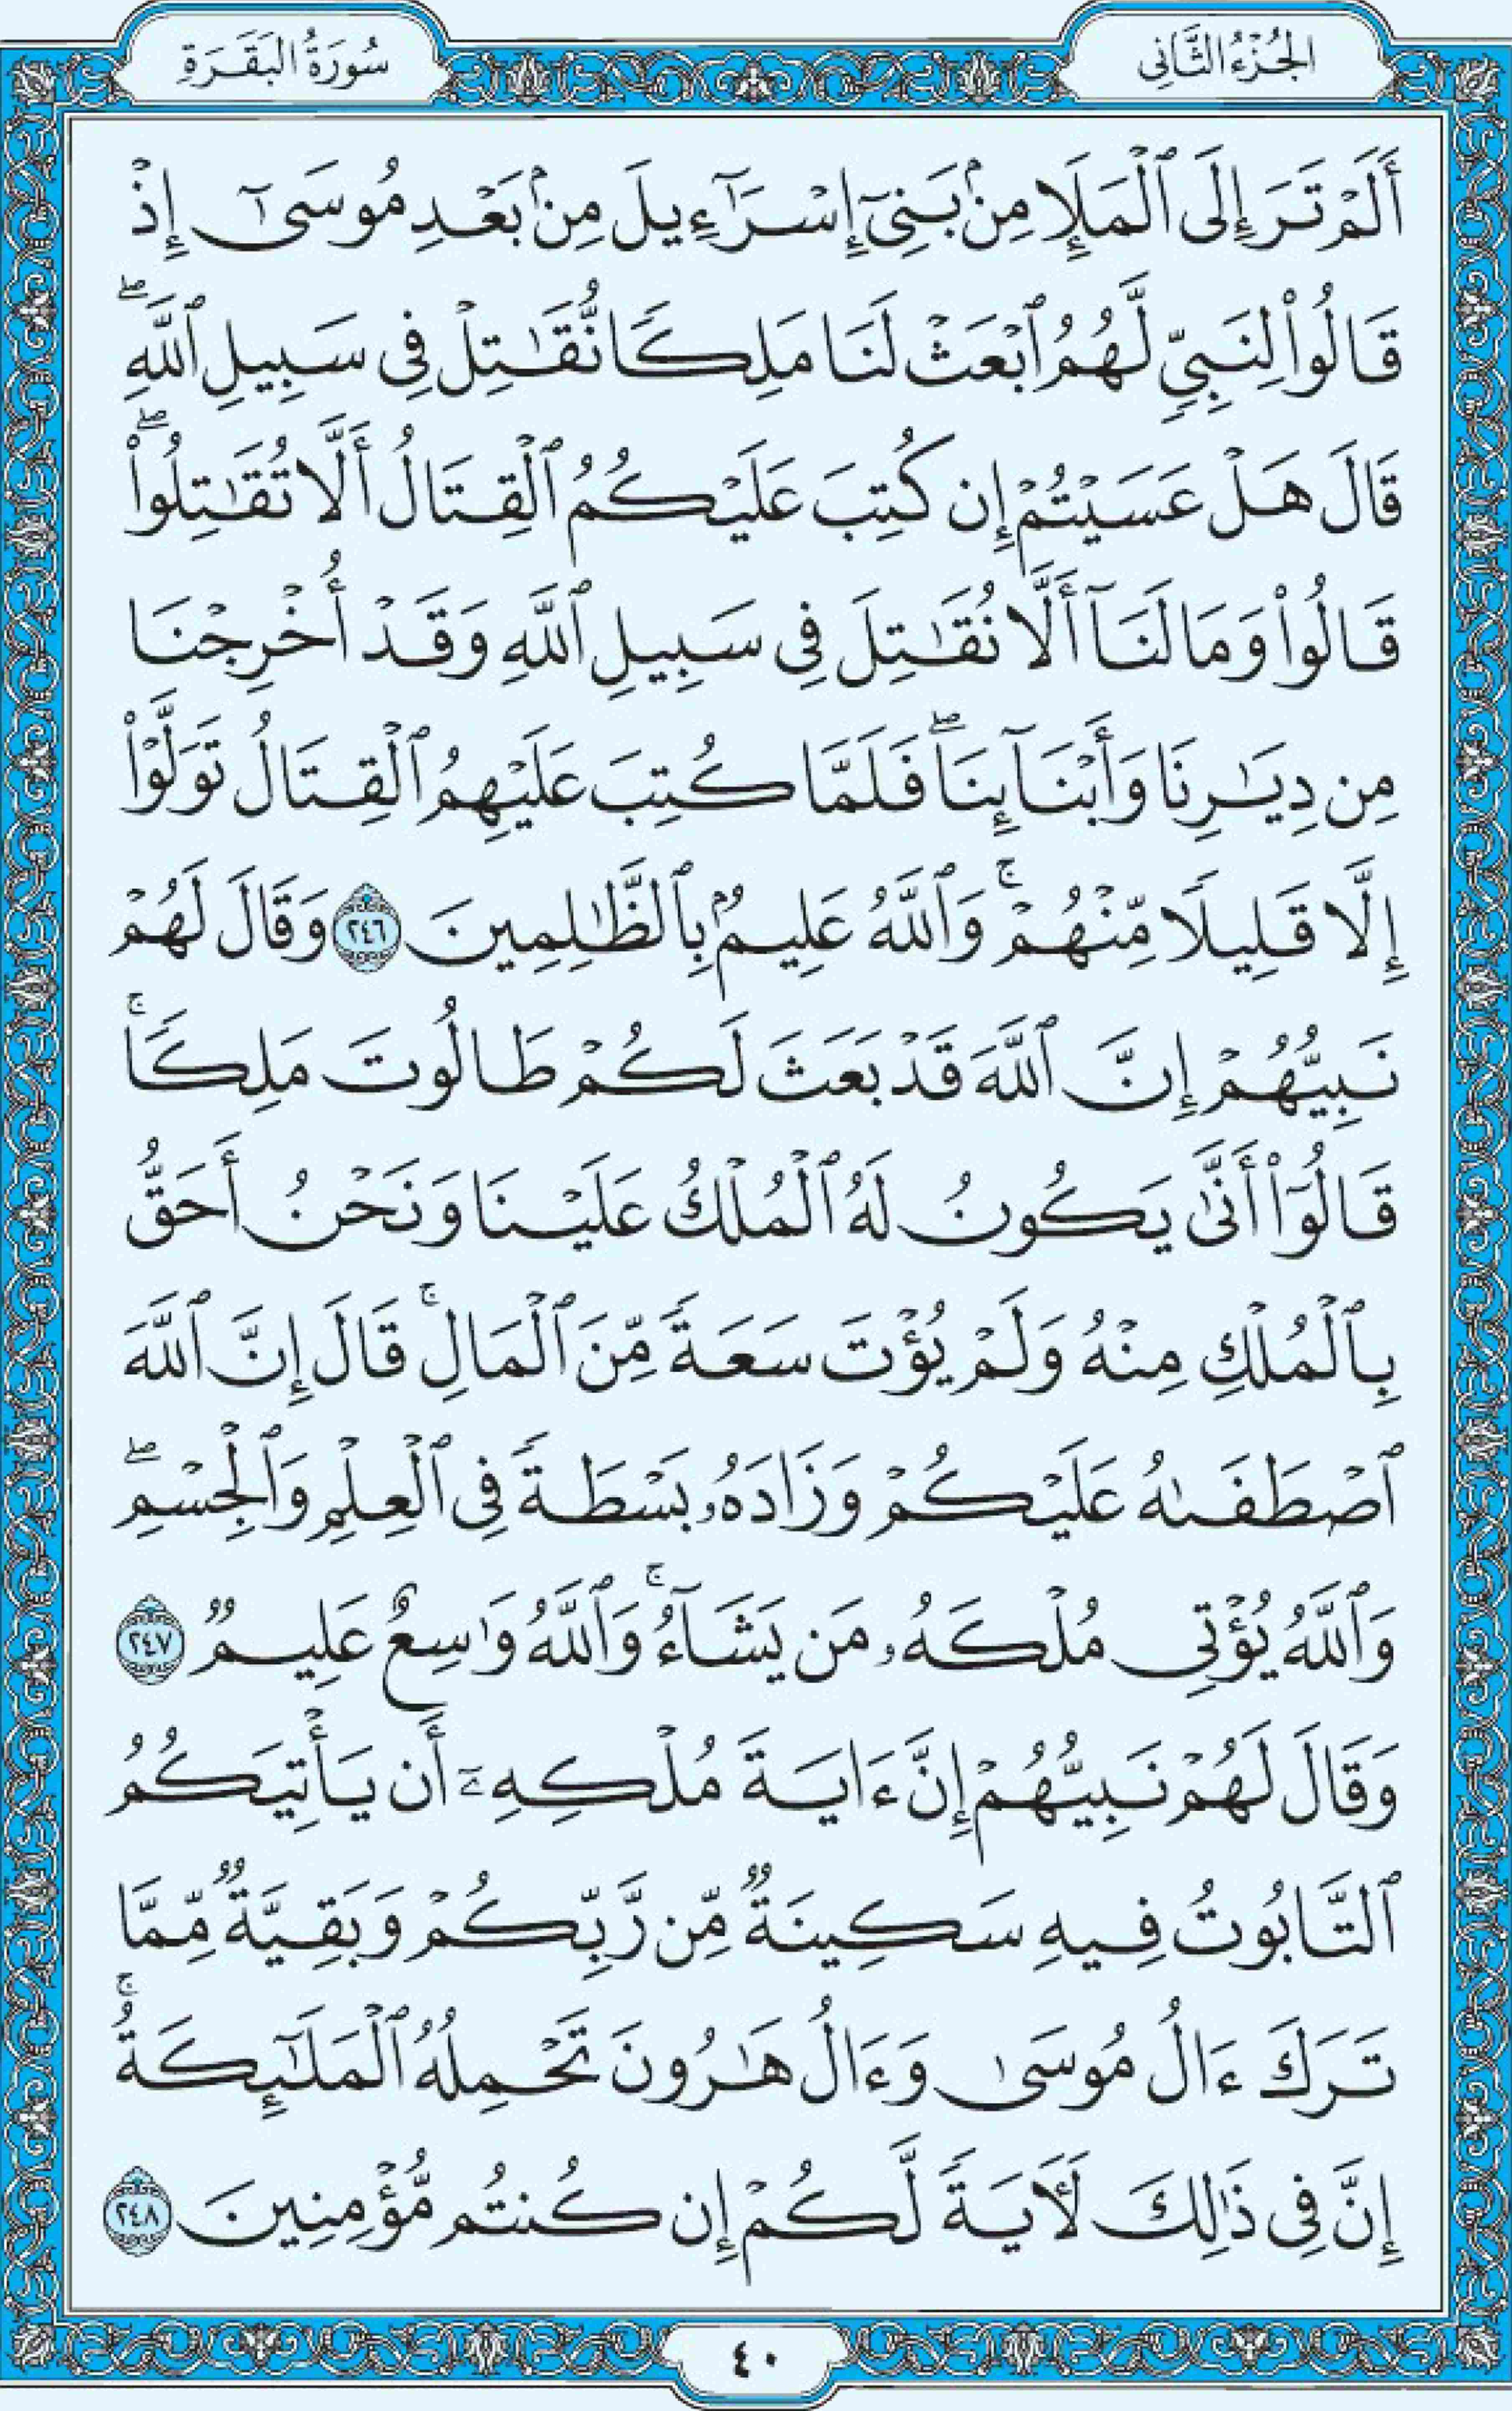 الجُزْءُ الثَّانِي
سُورَةُ البَقَرَةِ
أَلَمۡ تَرَ إِلَى ٱلۡمَلَإِ مِنۢ بَنِيٓ إِسۡرَٰٓءِيلَ مِنۢ بَعۡدِ مُوسَىٰٓ إِذۡ
قَالُواْ لِنَبِيّٖ لَّهُمُ ٱبۡعَثۡ لَنَا مَلِكٗا نُّقَٰتِلۡ فِي سَبِيلِ ٱللَّهِۖ
قَالَ هَلۡ عَسَيۡتُمۡ إِن كُتِبَ عَلَيۡكُمُ ٱلۡقِتَالُ أَلَّا تُقَٰتِلُواْۖ
قَالُواْ وَمَا لَنَآ أَلَّا نُقَٰتِلَ فِي سَبِيلِ ٱللَّهِ وَقَدۡ أُخۡرِجۡنَا
مِن دِيَٰرِنَا وَأَبۡنَآئِنَاۖ فَلَمَّا كُتِبَ عَلَيۡهِمُ ٱلۡقِتَالُ تَوَلَّوۡاْ
إِلَّا قَلِيلٗا مِّنۡهُمۡۚ وَٱللَّهُ عَلِيمُۢ بِٱلظَّٰلِمِينَ ٢٤٦ وَقَالَ لَهُمۡ
نَبِيُّهُمۡ إِنَّ ٱللَّهَ قَدۡ بَعَثَ لَكُمۡ طَالُوتَ مَلِكٗاۚ
قَالُوٓاْ أَنَّىٰ يَكُونُ لَهُ ٱلۡمُلۡكُ عَلَيۡنَا وَنَحۡنُ أَحَقُّ
بِٱلۡمُلۡكِ مِنۡهُ وَلَمۡ يُؤۡتَ سَعَةٗ مِّنَ ٱلۡمَالِۚ قَالَ إِنَّ ٱللَّهَ
ٱصۡطَفَىٰهُ عَلَيۡكُمۡ وَزَادَهُۥ بَسۡطَةٗ فِي ٱلۡعِلۡمِ وَٱلۡجِسۡمِۖ
وَٱللَّهُ يُؤۡتِي مُلۡكَهُۥ مَن يَشَآءُۚ وَٱللَّهُ وَٰسِعٌ عَلِيمٞ ٢٤٧
وَقَالَ لَهُمۡ نَبِيُّهُمۡ إِنَّ ءَايَةَ مُلۡكِهِۦٓ أَن يَأۡتِيَكُمُ
ٱلتَّابُوتُ فِيهِ سَكِينَةٞ مِّن رَّبِّكُمۡ وَبَقِيَّةٞ مِّمَّا
تَرَكَ ءَالُ مُوسَىٰ وَءَالُ هَٰرُونَ تَحۡمِلُهُ ٱلۡمَلَٰٓئِكَةُۚ
إِنَّ فِي ذَٰلِكَ لَأٓيَةٗ لَّكُمۡ إِن كُنتُم مُّؤۡمِنِينَ ٢٤٨
٤٠